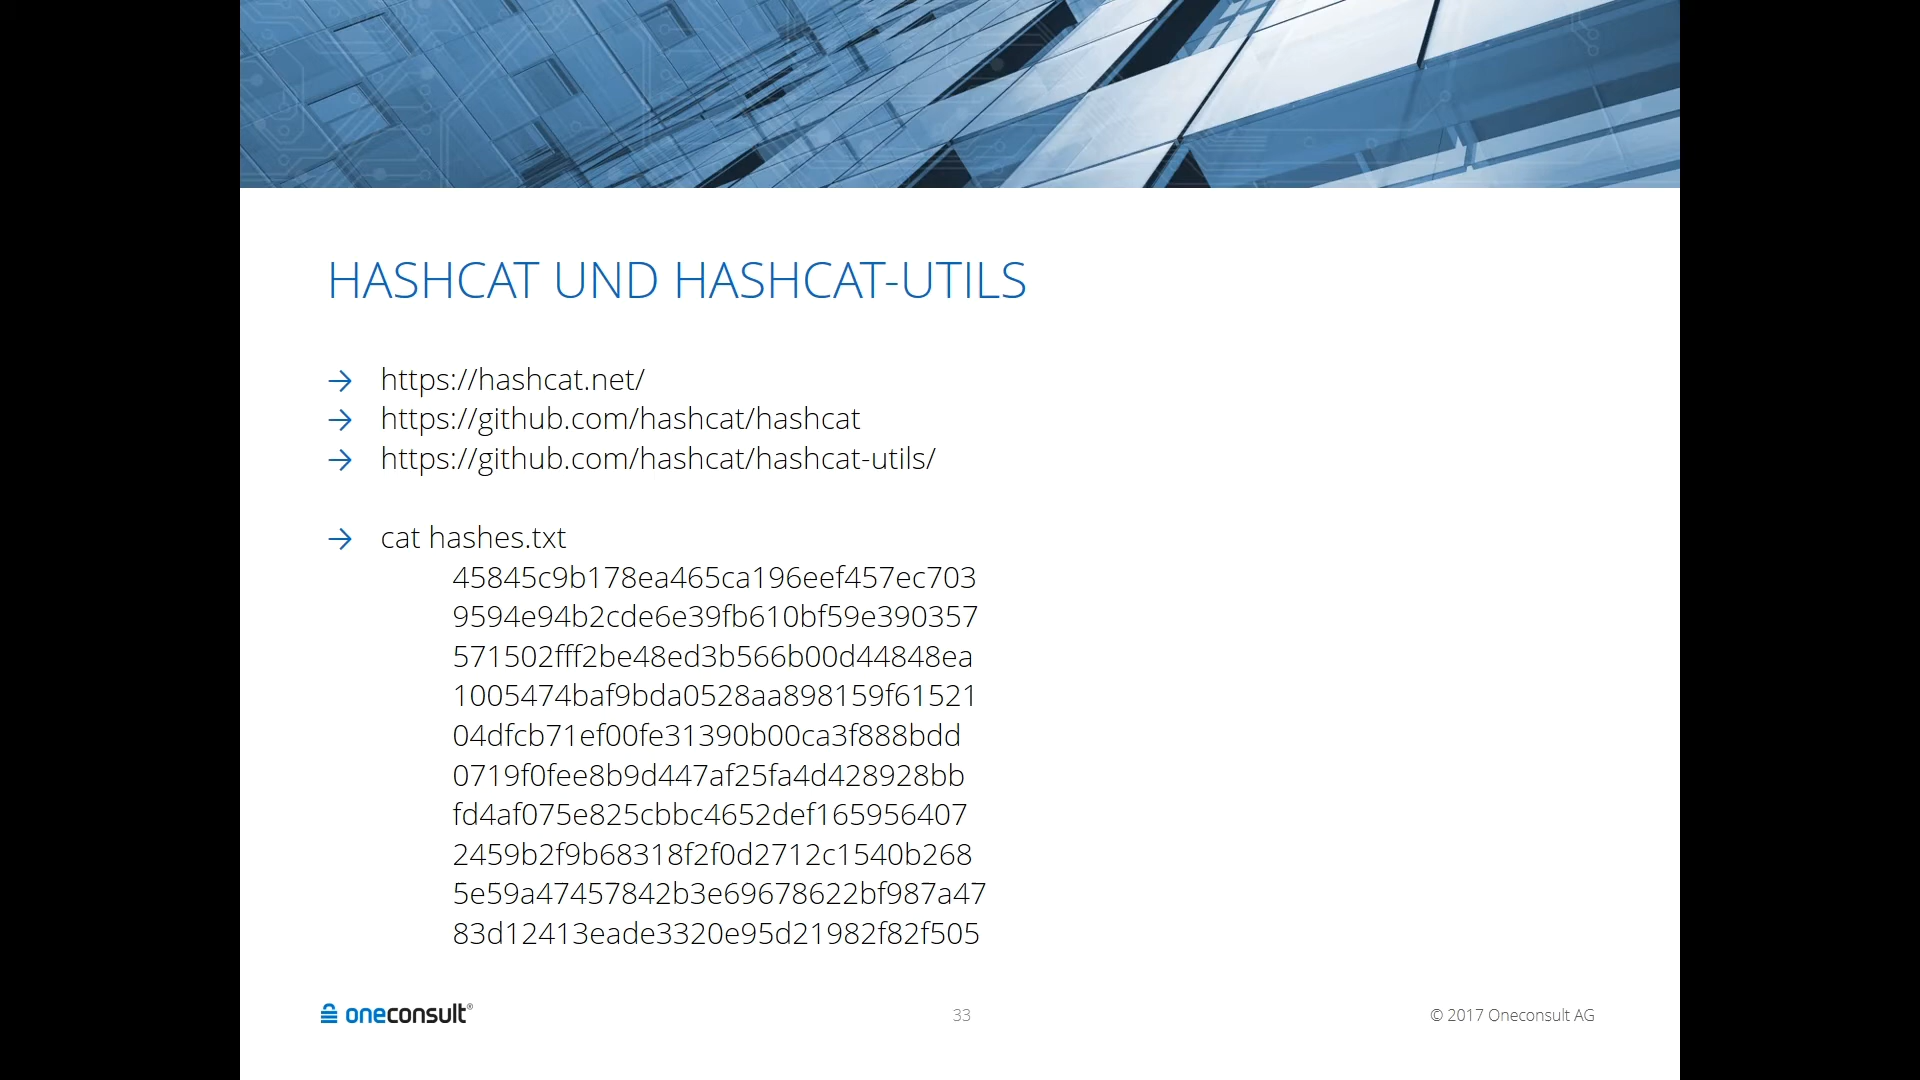 HASHCAT UND HASHCAT-UTILS
→ https://hashcat.net/
→ https://github.com/hashcat/hashcat
→ https://github.com/hashcat/hashcat-utils/
→ cat hashes.txt
45845c9b178ea465ca196eef457ec703
9594e94b2cde6e39fb610bf59e390357
571502fff2be48ed3b566b00d44848ea
1005474baf9bda0528aa898159f61521
04dfcb71ef00fe31390b00ca3f888bdd
0719f0fee8b9d447af25fa4d428928bb
fd4af075e825cbbc4652def165956407
2459b2f9b68318f2f0d2712c1540b268
5e59a47457842b3e69678622bf987a47
83d12413eade3320e95d21982f82f505
oneconsult®
33
© 2017 Oneconsult AG